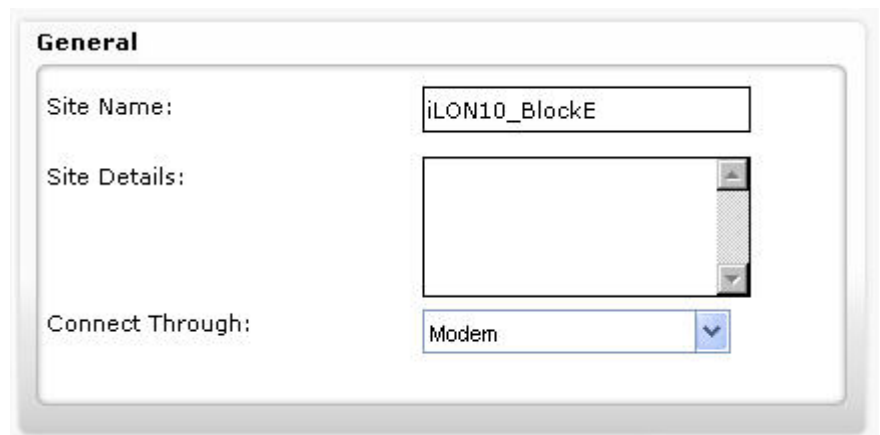 General
Site Name: iLON10_BlockE
Site Details:
Connect Through: Modem